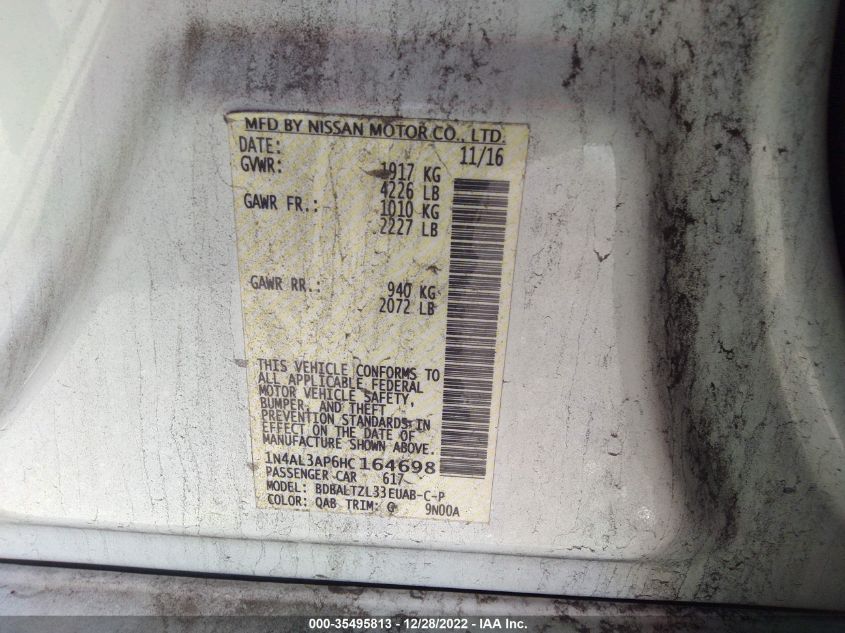 MFD BY NISSAN MOTOR CO., LTD.
DATE: 11/16
GVWR: 1917 KG
4226 LB
GAWR FR.: 1010 KG
2227 LB
GAWR RR.: 940 KG
2072 LB
THIS VEHICLE CONFORMS TO
ALL APPLICABLE FEDERAL
MOTOR VEHICLE SAFETY,
BUMPER, AND THEFT
PREVENTION STANDARDS IN
EFFECT ON THE DATE OF
MANUFACTURE SHOWN ABOVE.
1N4AL3AP6HC164698
PASSENGER CAR 617
MODEL: BDBALTZL33EUAB-C-P
COLOR: QAB TRIM: G 9N00A
000-35495813 - 12/28/2022 - IAA Inc.